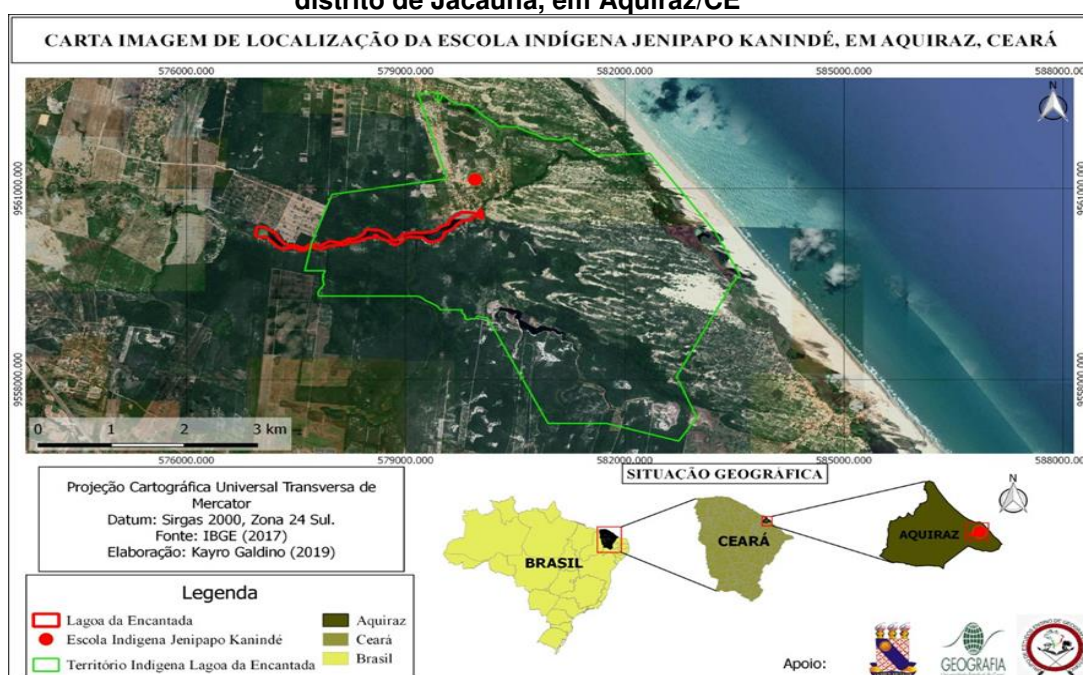 distrito de Jacaúna, em Aquiraz/CE
CARTA IMAGEM DE LOCALIZAÇÃO DA ESCOLA INDÍGENA JENIPAPO KANINDÉ, EM AQUIRAZ, CEARÁ
576000.000 579000.000 582000.000 585000.000 588000.000
N
9561000.000 9561000.000
9558000.000 9558000.000
0 1 2 3 km
576000.000 579000.000 582000.000 585000.000 588000.000
SITUAÇÃO GEOGRÁFICA
Projeção Cartográfica Universal Transversa de
Mercator
Datum: Sirgas 2000, Zona 24 Sul.
Fonte: IBGE (2017)
Elaboração: Kayro Galdino (2019)
N
BRASIL
CEARÁ
AQUIRAZ
Legenda
Lagoa da Encantada
Escola Indigena Jenipapo Kanindé
Território Indígena Lagoa da Encantada
Aquiraz
Ceará
Brasil
Apoio:
GEOGRAFIA